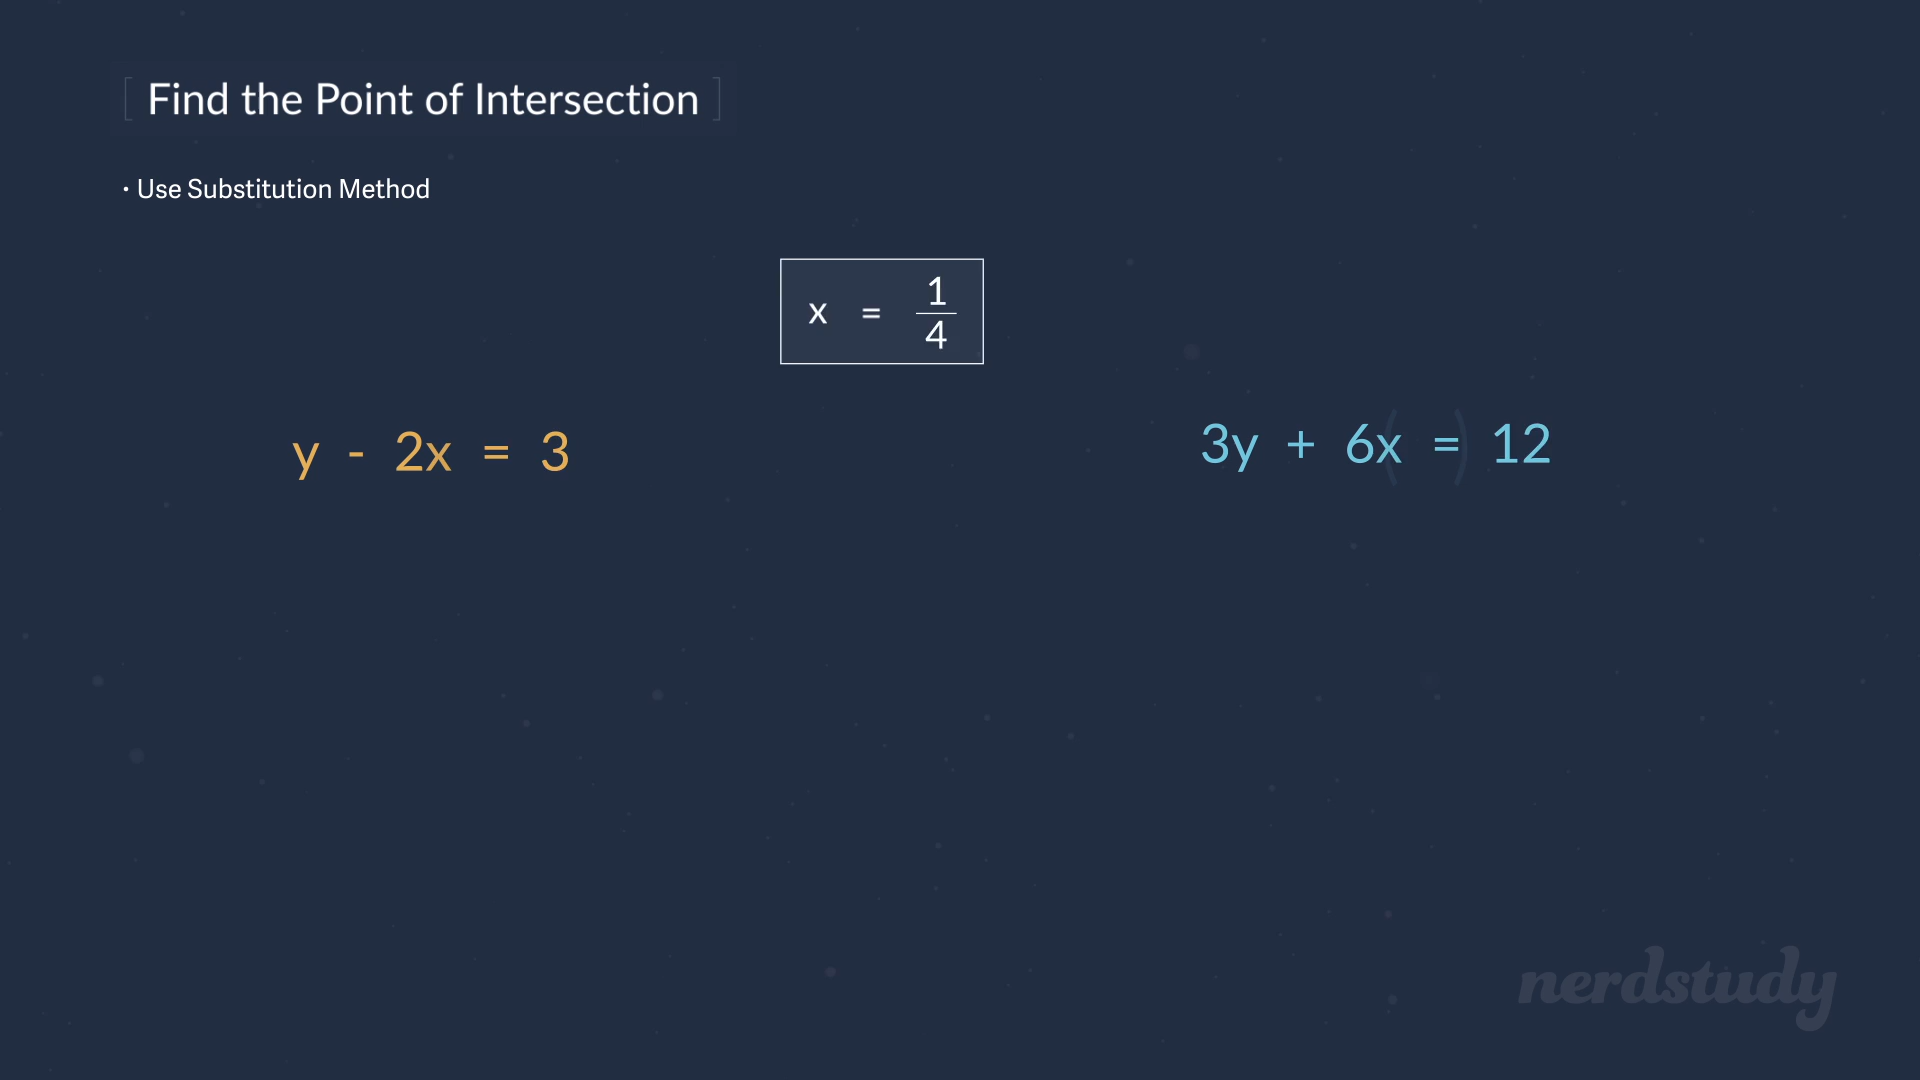 [ Find the Point of Intersection ]
• Use Substitution Method
x = 1/4
y - 2x = 3
3y + 6x = 12
( )
nerdstudy